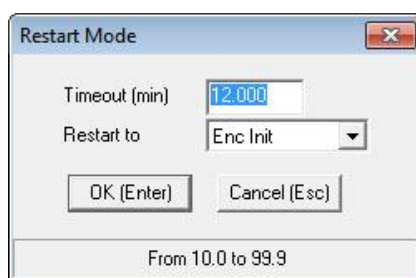 Restart Mode
Timeout (min) 12.000
Restart to Enc Init
OK (Enter) Cancel (Esc)
From 10.0 to 99.9